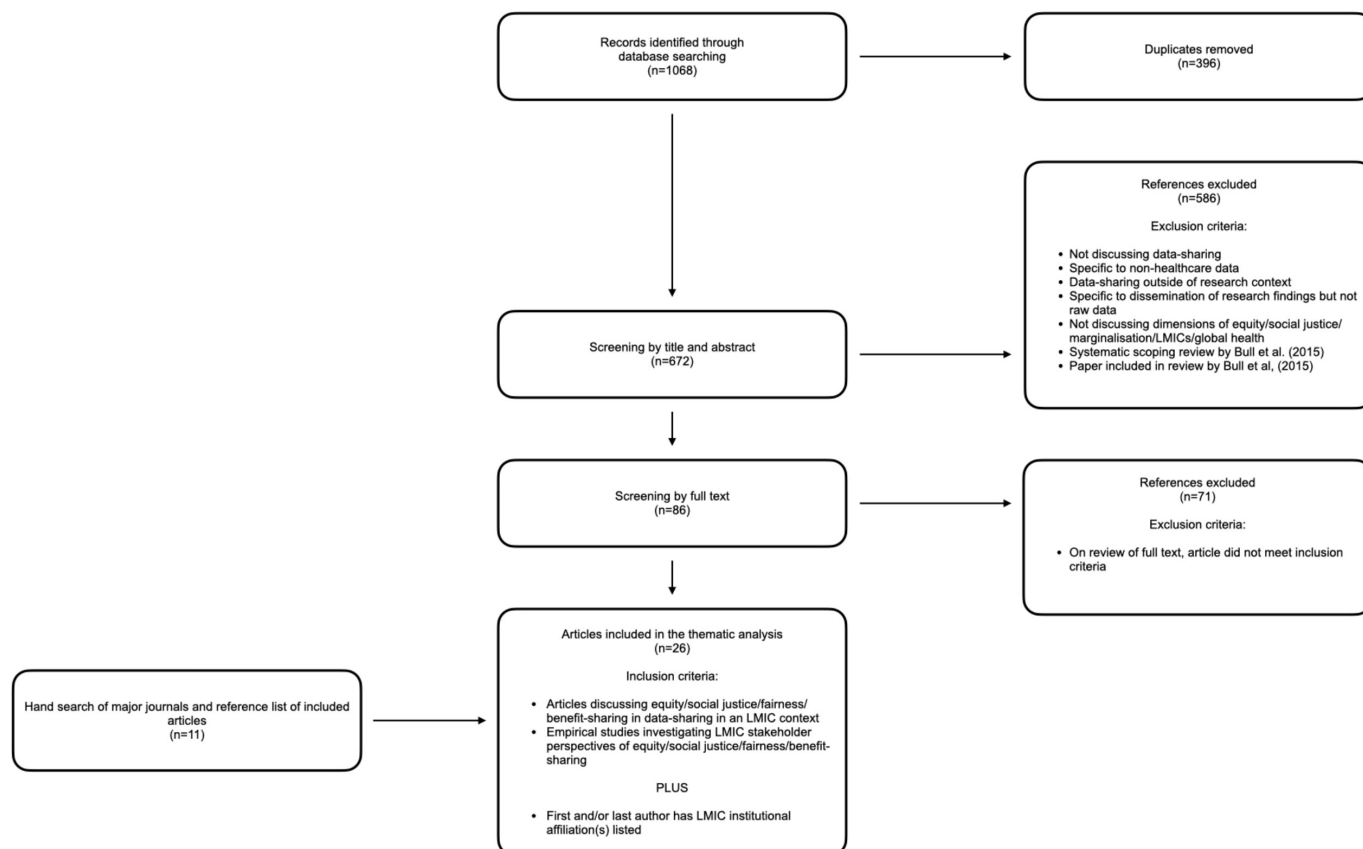 Records identified through
database searching
(n=1068)
Duplicates removed
(n=396)
References excluded
(n=586)
Exclusion criteria:
• Not discussing data-sharing
• Specific to non-healthcare data
• Data-sharing outside of research context
• Specific to dissemination of research findings but not
raw data
• Not discussing dimensions of equity/social justice/
marginalisation/LMICs/global health
• Systematic scoping review by Bull et al. (2015)
• Paper included in review by Bull et al, (2015)
Screening by title and abstract
(n=672)
Screening by full text
(n=86)
References excluded
(n=71)
Exclusion criteria:
• On review of full text, article did not meet inclusion
criteria
Hand search of major journals and reference list of included
articles
(n=11)
Articles included in the thematic analysis
(n=26)
Inclusion criteria:
• Articles discussing equity/social justice/fairness/
benefit-sharing in data-sharing in an LMIC context
• Empirical studies investigating LMIC stakeholder
perspectives of equity/social justice/fairness/benefit-
sharing
PLUS
• First and/or last author has LMIC institutional
affiliation(s) listed